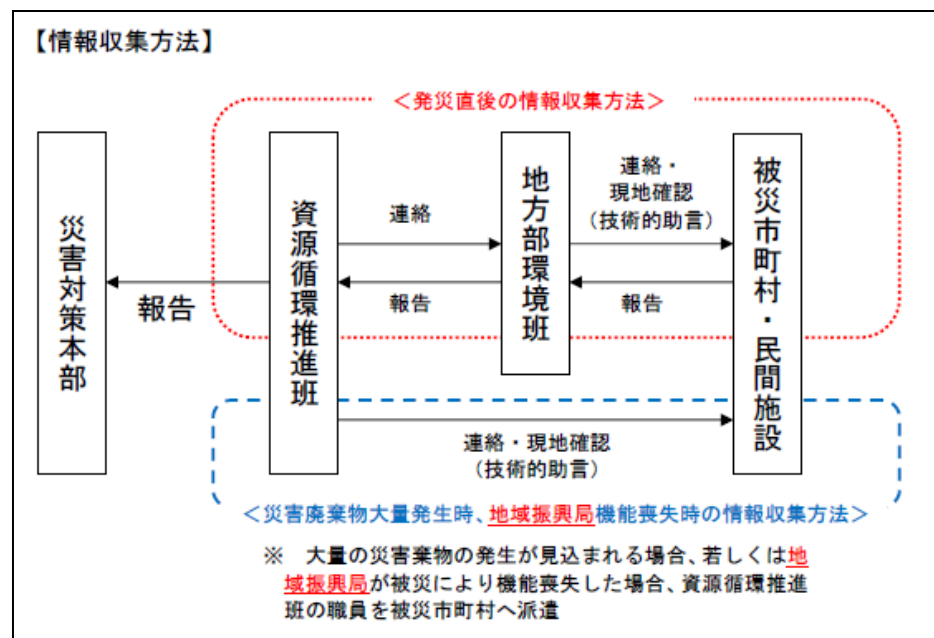 【情報収集方法】
＜発災直後の情報収集方法＞
災害対策本部
報告
資源循環推進班
連絡
報告
地方部環境班
連絡・
現地確認
（技術的助言）
報告
被災市町村・民間施設
連絡・現地確認
（技術的助言）
＜災害廃棄物大量発生時、地域振興局機能喪失時の情報収集方法＞
※　大量の災害棄物の発生が見込まれる場合、若しくは地
域振興局が被災により機能喪失した場合、資源循環推進
班の職員を被災市町村へ派遣